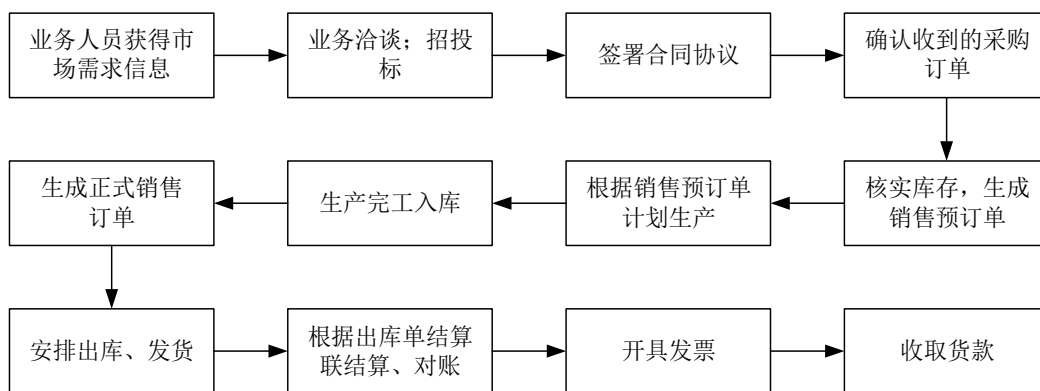 业务人员获得市
场需求信息
业务洽谈；招投
标
签署合同协议
确认收到的采购
订单
核实库存，生成
销售预订单
根据销售预订单
计划生产
生产完工入库
生成正式销售
订单
安排出库、发货
根据出库单结算
联结算、对账
开具发票
收取货款